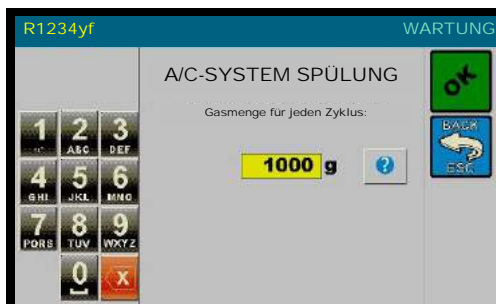 R1234yf
WARTUNG
A/C-SYSTEM SPÜLUNG
Gasmenge für jeden Zyklus:
1000 g
?
OK
BACK
ESC
1
2 ABC
3 DEF
4 GHI
5 JKL
6 MNO
7 PQRS
8 TUV
9 WXYZ
0
X